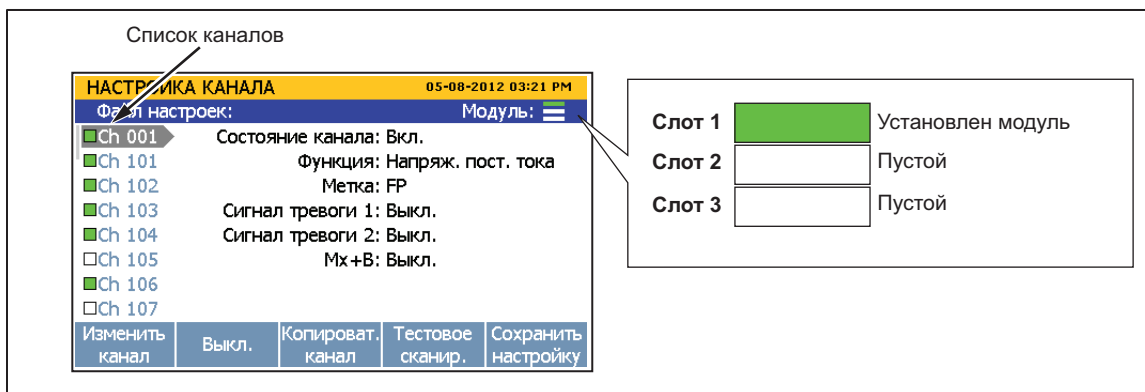 Список каналов
НАСТРОЙКА КАНАЛА 05-08-2012 03:21 PM
Файл настроек: Модуль:
Ch 001 Состояние канала: Вкл.
Ch 101 Функция: Напряж. пост. тока
Ch 102 Метка: FP
Ch 103 Сигнал тревоги 1: Выкл.
Ch 104 Сигнал тревоги 2: Выкл.
Ch 105 Mx+B: Выкл.
Ch 106
Ch 107
Изменить канал
Выкл.
Копироват. канал
Тестовое сканир.
Сохранить настройку
Слот 1 Установлен модуль
Слот 2 Пустой
Слот 3 Пустой